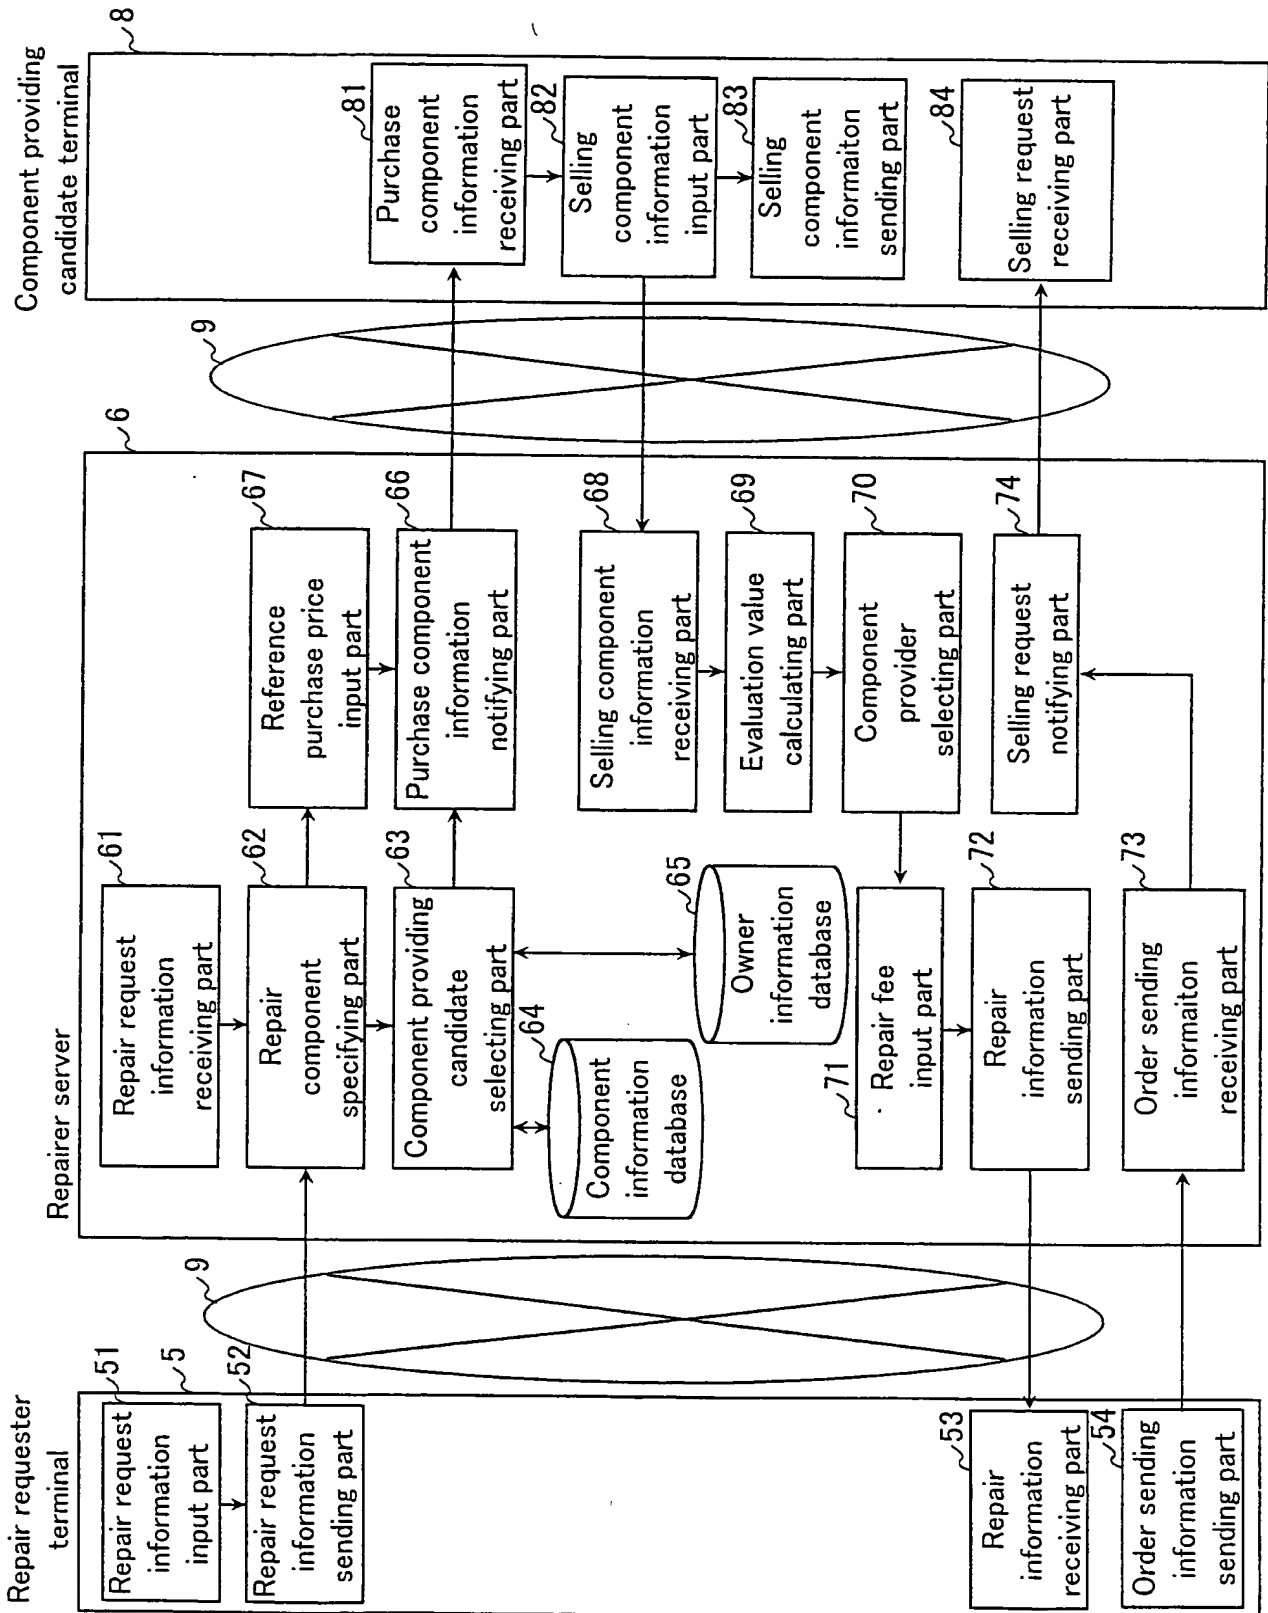 Repair requester
terminal
51
Repair request
information
input part
5
52
Repair request
information
sending part
53
Repair
information
receiving part
54
Order sending
information
sending part
9
Repairer server
6
61
Repair request
information
receiving part
62
Repair
component
specifying part
63
Component providing
candidate
selecting part
64
Component
information
database
65
Owner
information
database
67
Reference
purchase price
input part
66
Purchase component
information
notifying part
68
Selling component
information
receiving part
69
Evaluation value
calculating part
70
Component
provider
selecting part
71
Repair fee
input part
72
Repair
information
sending part
73
Order sending
informaiton
receiving part
74
Selling request
notifying part
9
Component providing
candidate terminal
8
81
Purchase
component
information
receiving part
82
Selling
component
information
input part
83
Selling
component
informaiton
sending part
84
Selling request
receiving part